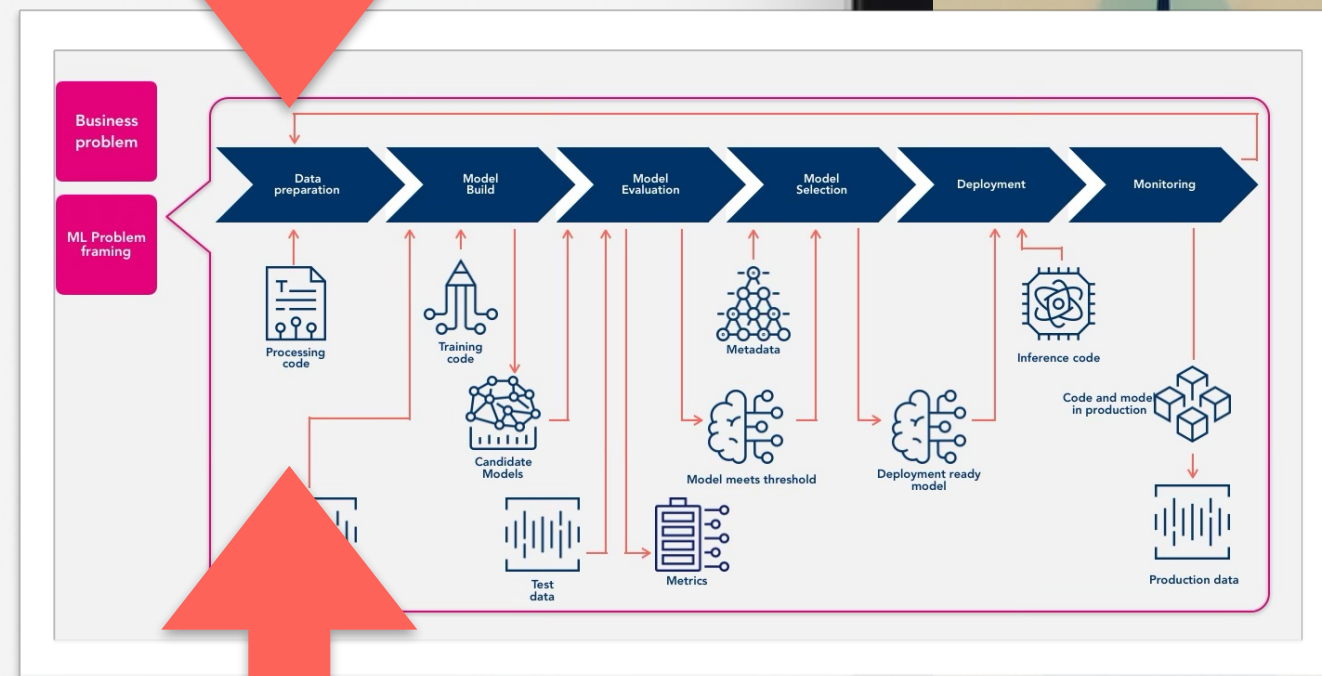 Business
problem
ML Problem
framing
Data
preparation
Model
Build
Model
Evaluation
Model
Selection
Deployment
Monitoring
T
Processing
code
Training
code
Metadata
Inference code
Candidate
Models
Model meets threshold
Deployment ready
model
Code and model
in production
Test
data
Metrics
Production data